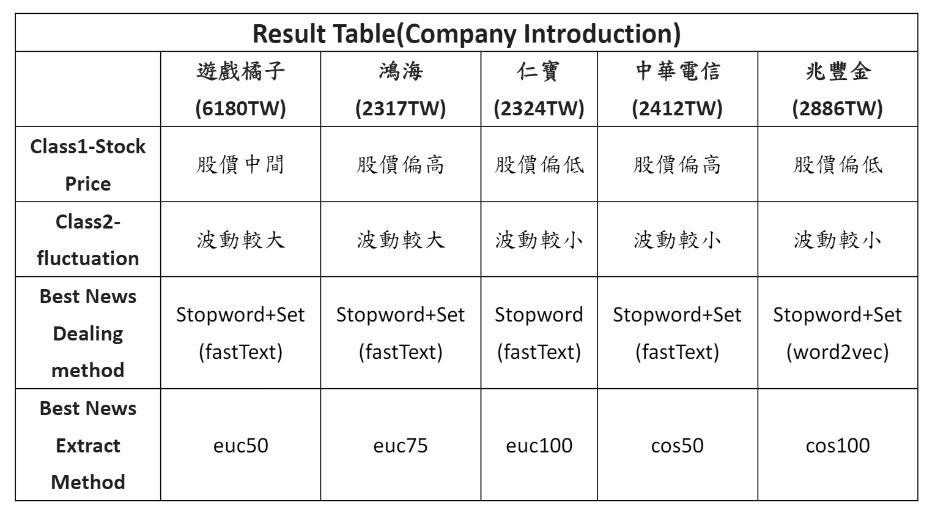 Result Table(Company Introduction)
遊戲橘子 鴻海 仁寶 中華電信 兆豐金
(6180TW) (2317TW) (2324TW) (2412TW) (2886TW)
Class1-Stock
Price
股價中間 股價偏高 股價偏低 股價偏高 股價偏低
Class2-
fluctuation
波動較大 波動較大 波動較小 波動較小 波動較小
Best News
Dealing
method
Stopword+Set Stopword+Set Stopword Stopword+Set Stopword+Set
(fastText) (fastText) (fastText) (fastText) (word2vec)
Best News
Extract
Method
euc50 euc75 euc100 cos50 cos100